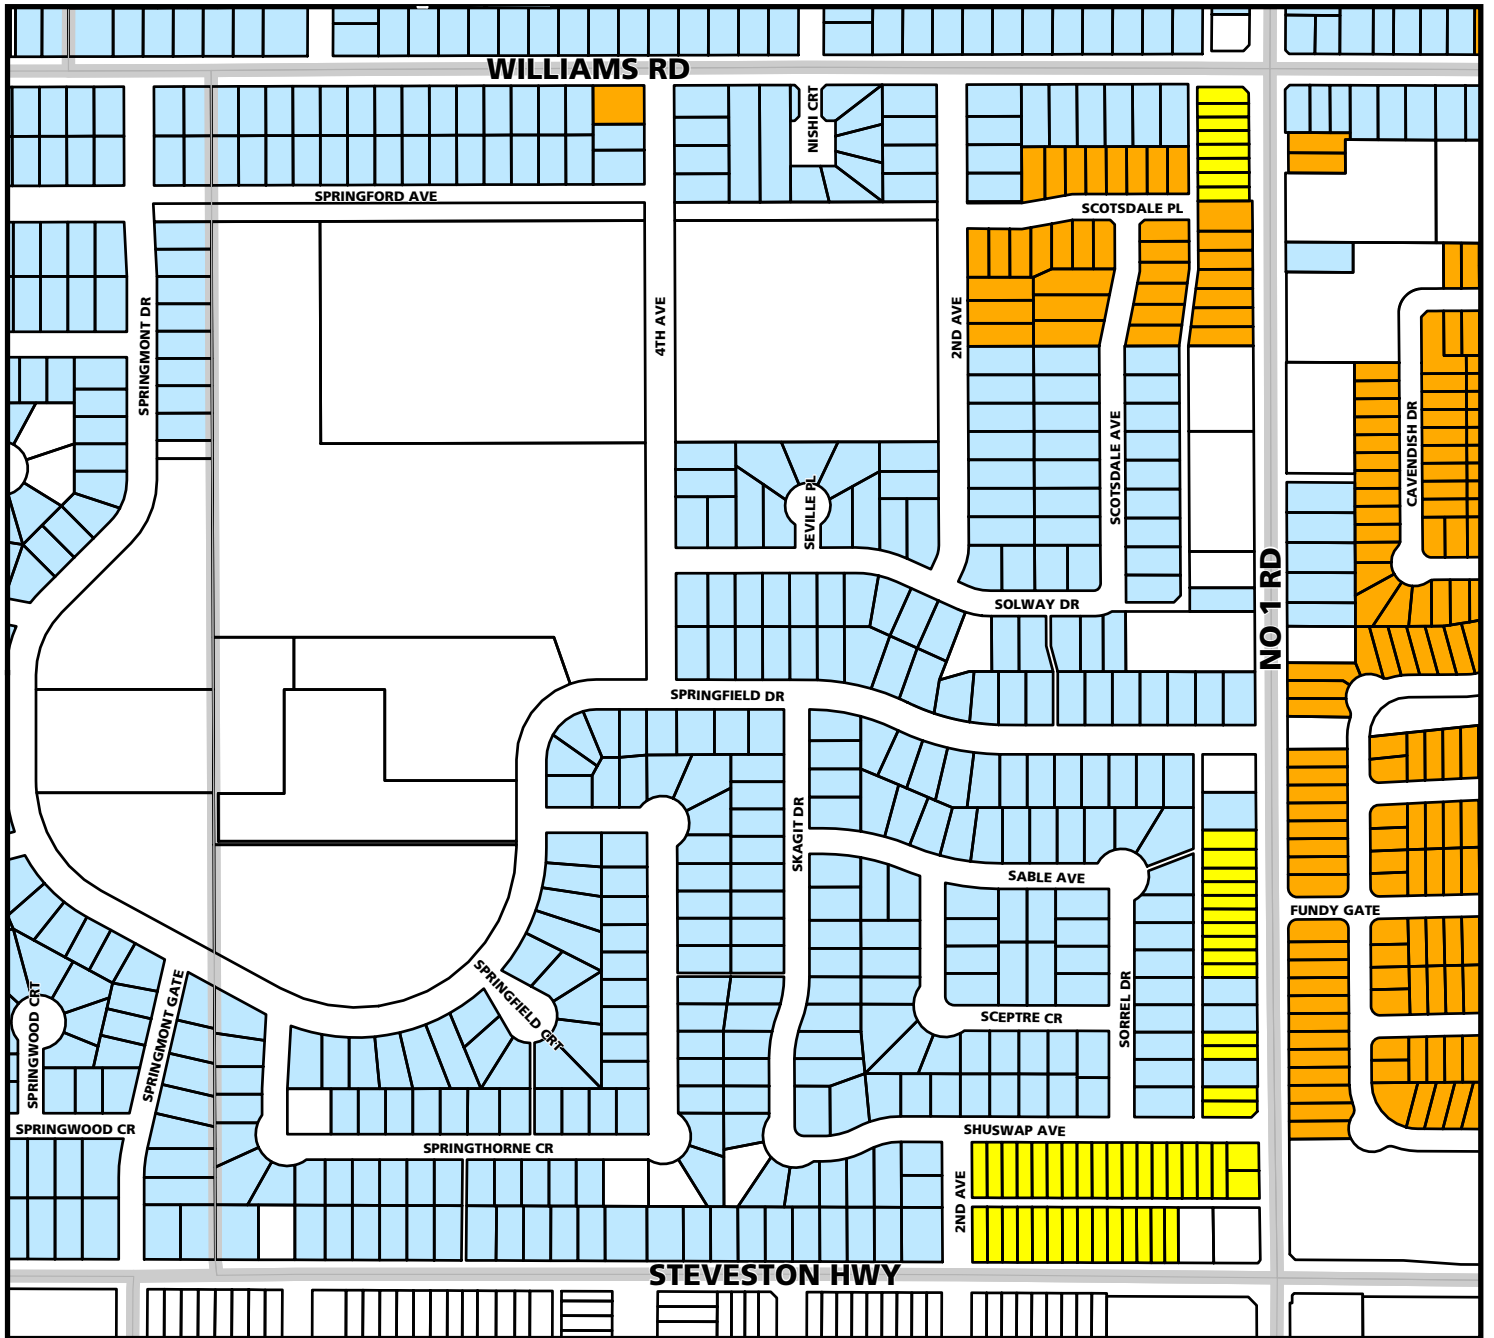 WILLIAMS RD
NISHI CRT
SPRINGFORD AVE
SCOTSDALE PL
SPRINGMONT DR
4TH AVE
2ND AVE
SCOTSDALE AVE
CAVENDISH DR
SEVILLE PL
NO 1 RD
SOLWAY DR
SPRINGFIELD DR
SKAGIT DR
SABLE AVE
FUNDY GATE
SPRINGFIELD CRT
SPRINGWOOD CRT
SPRINGMONT GATE
SCEPTRE CR
SORREL DR
SPRINGWOOD CR
SHUSWAP AVE
SPRINGTHORNE CR
2ND AVE
STEVESTON HWY